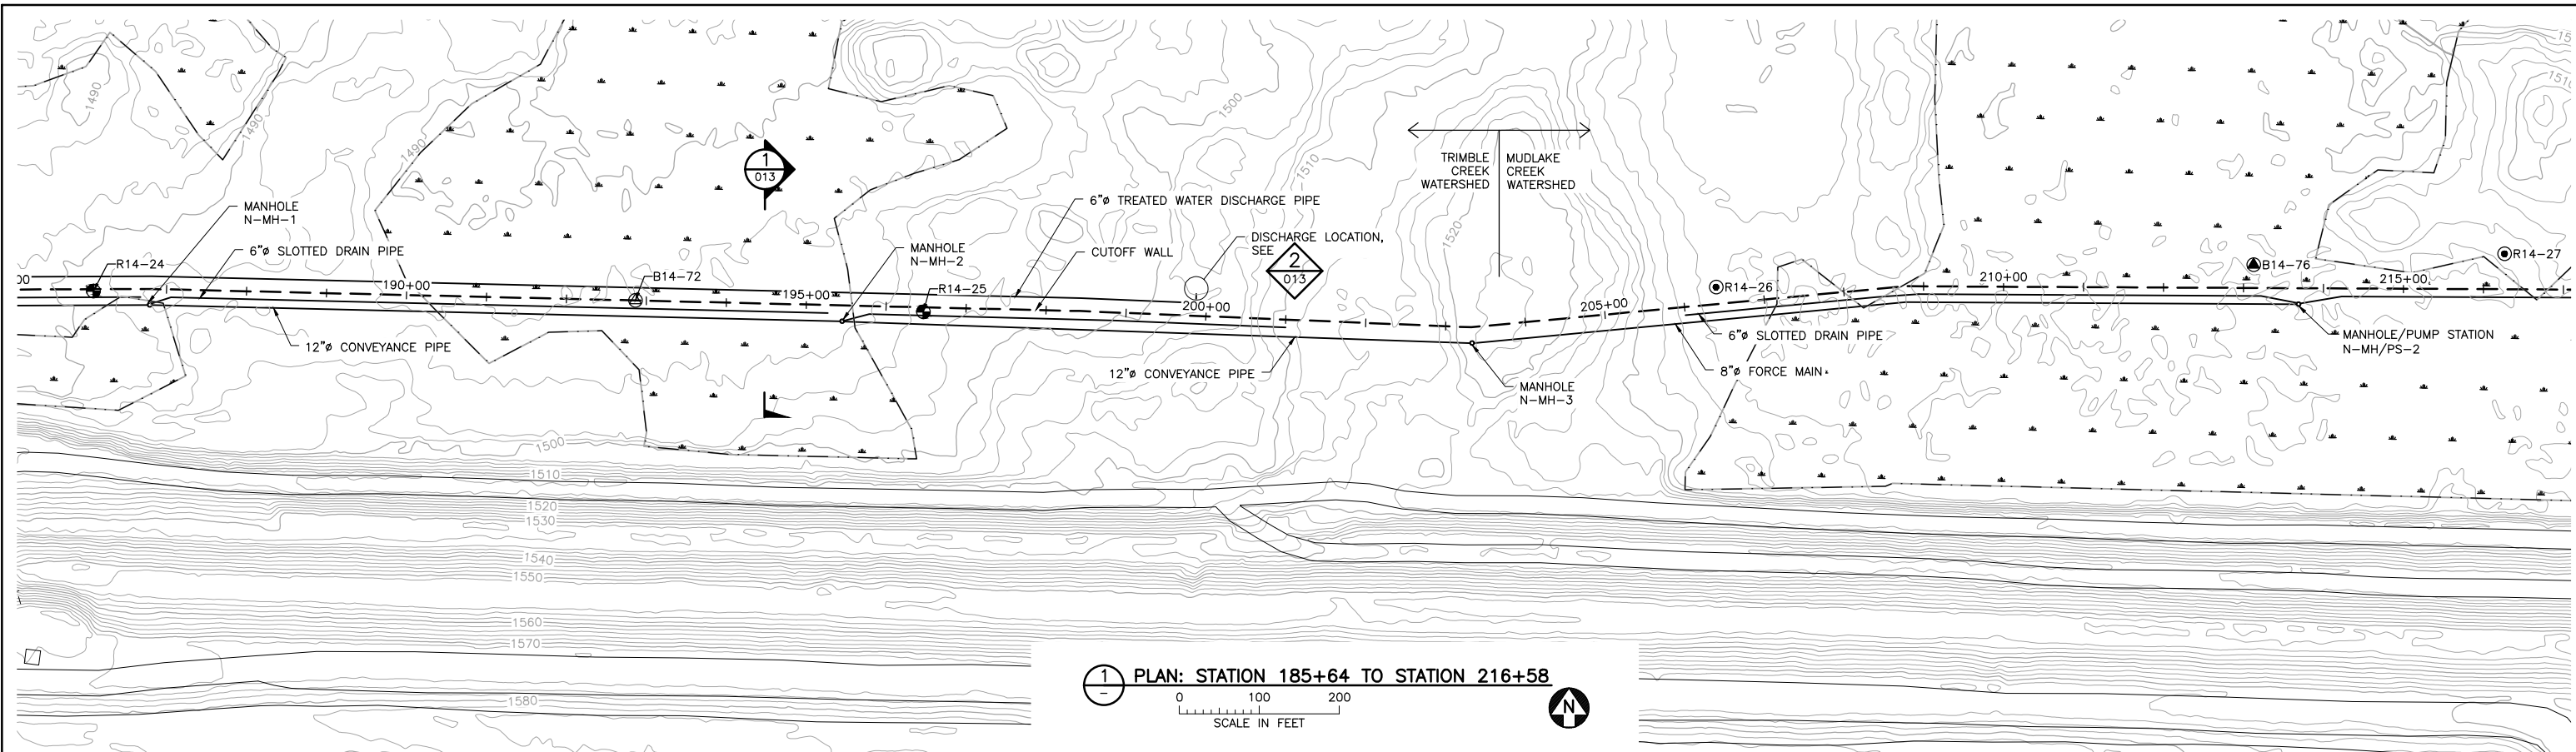 1490
1490
1490
1500
1510
15
1510
1
013
TRIMBLE
CREEK
WATERSHED
MUDLAKE
CREEK
WATERSHED
1520
MANHOLE
N-MH-1
6"ø SLOTTED DRAIN PIPE
6"ø TREATED WATER DISCHARGE PIPE
MANHOLE
N-MH-2
CUTOFF WALL
DISCHARGE LOCATION,
SEE
2
013
R14-24
00
190+00
B14-72
195+00
R14-25
200+00
205+00
R14-26
210+00
B14-76
215+00
R14-27
12"ø CONVEYANCE PIPE
12"ø CONVEYANCE PIPE
MANHOLE
N-MH-3
6"ø SLOTTED DRAIN PIPE
8"ø FORCE MAIN
MANHOLE/PUMP STATION
N-MH/PS-2
1500
1510
1520
1530
1540
1550
1560
1570
1580
1
–
PLAN: STATION 185+64 TO STATION 216+58
0 100 200
SCALE IN FEET
N